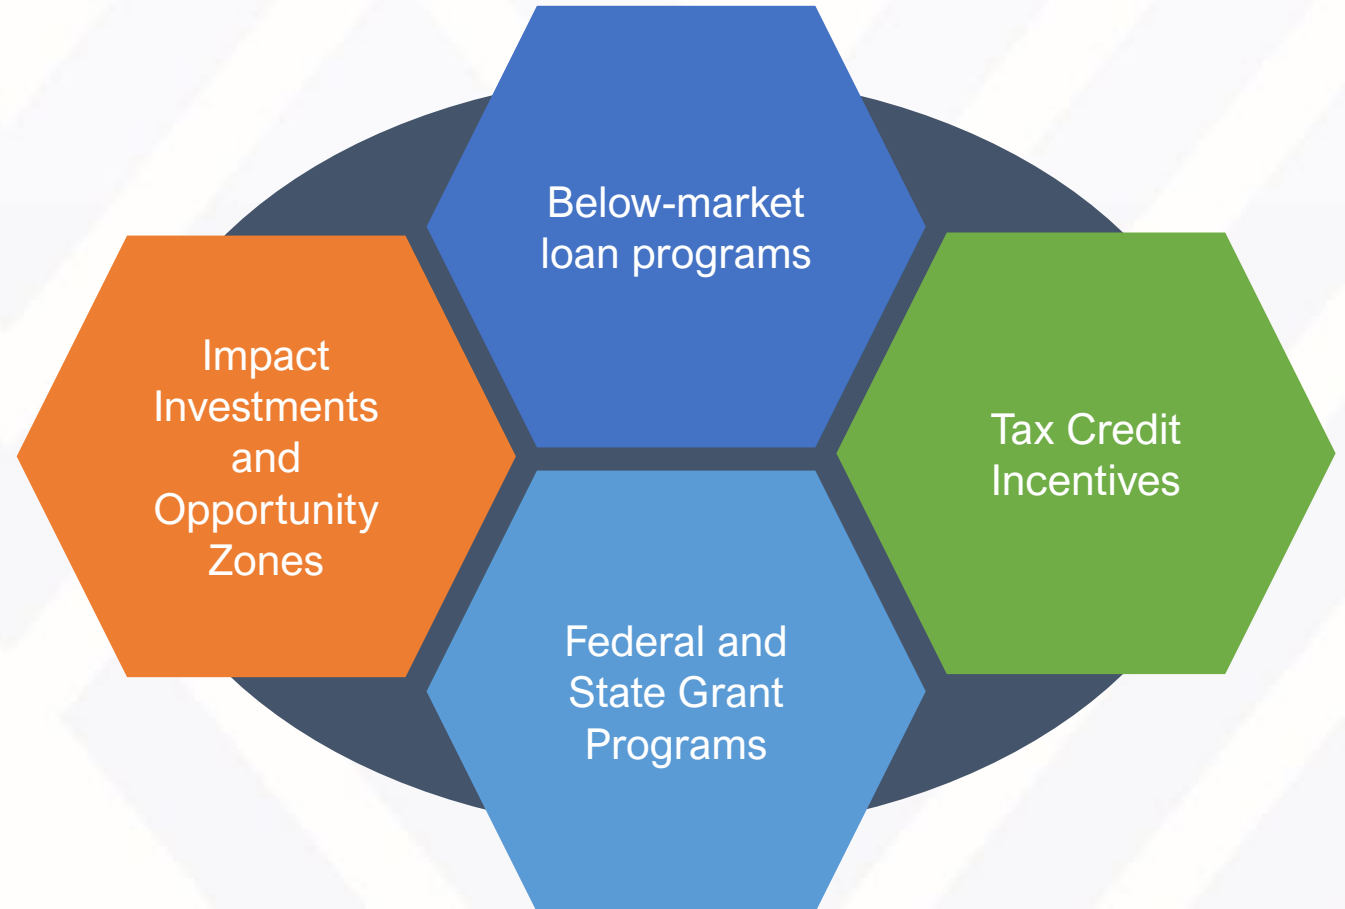 Below-market
loan programs
Impact
Investments
and
Opportunity
Zones
Tax Credit
Incentives
Federal and
State Grant
Programs